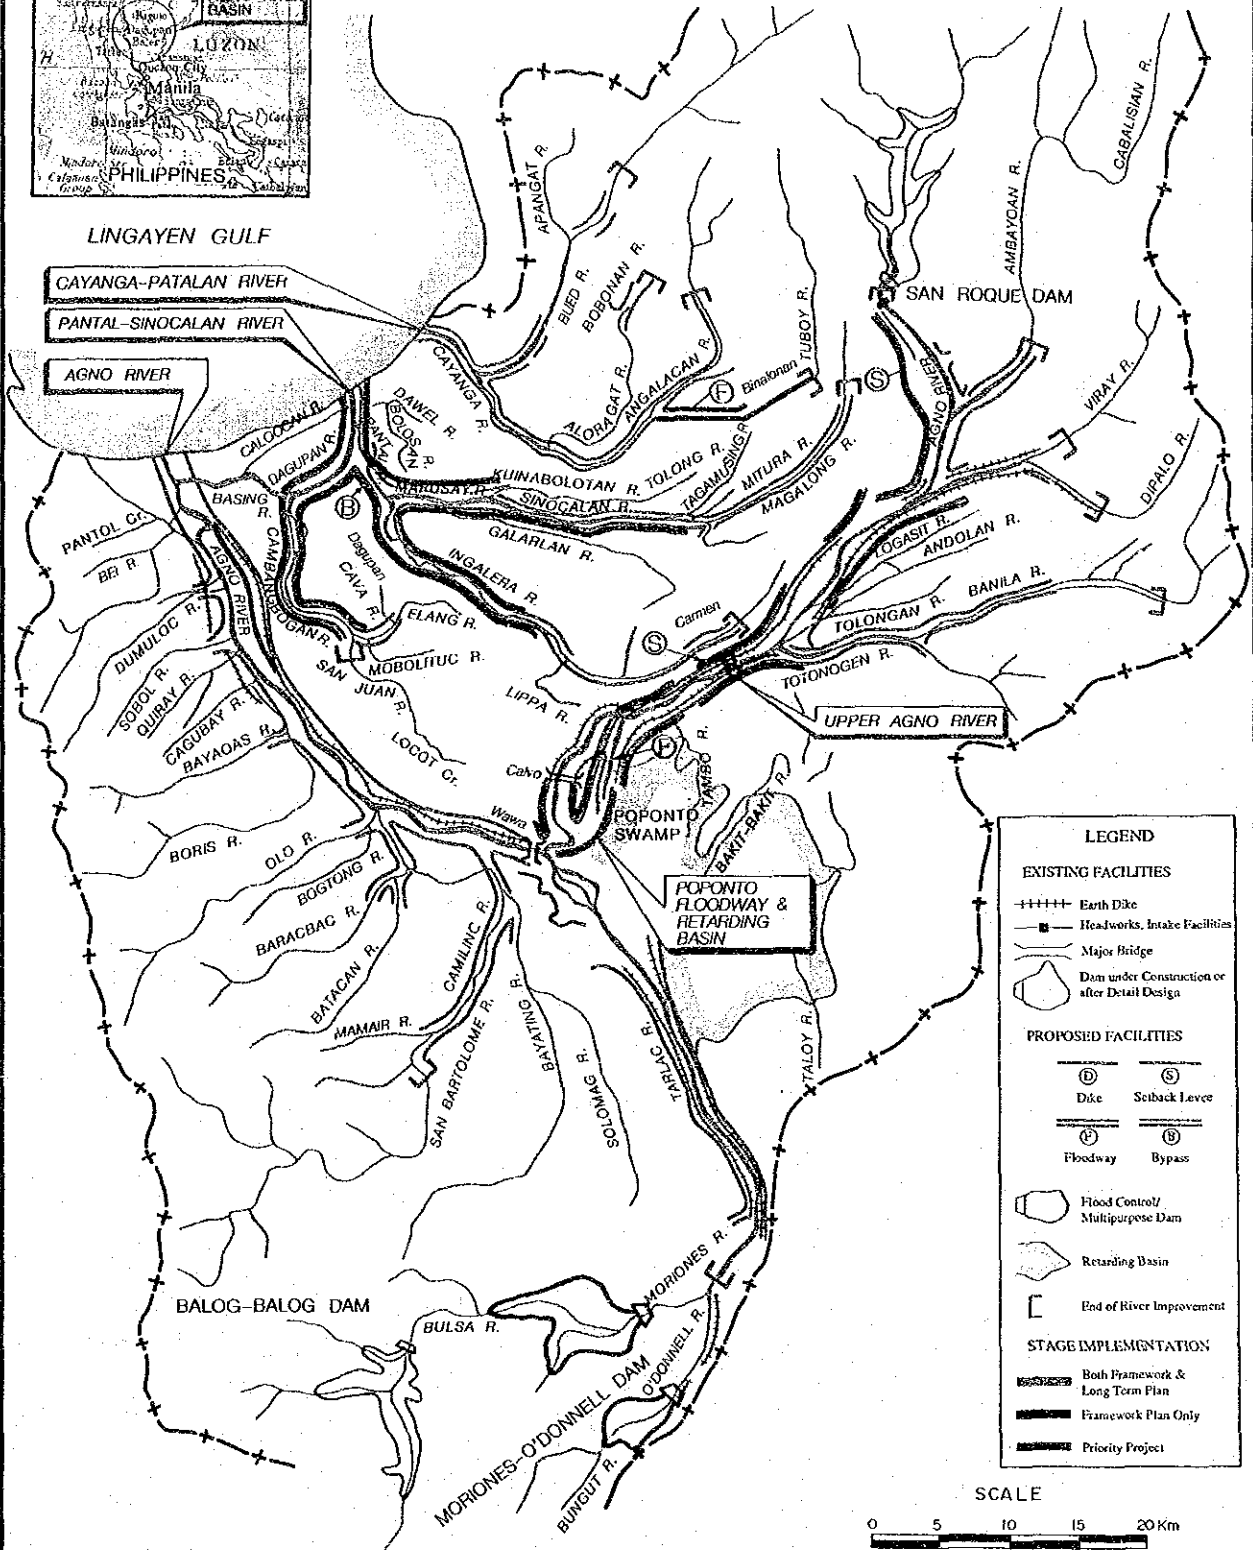 BASIN
LUZON
Quezon City
Manila
Batangas
Mindoro
PHILIPPINES
LINGAYEN GULF
CAYANGA-PATALAN RIVER
PANTAL-SINOCALAN RIVER
AGNO RIVER
APANGAT R.
BUED R.
BOBONAN R.
CAYANGA R.
ALORAGAT R.
ANGALACAN R.
TUBOY R.
Binalonan
F
S
SAN ROQUE DAM
AMBAYOAN R.
CABALISIAN R.
AGNO RIVER
VIRAY R.
DIPALO R.
CALOOCAN R.
DAGUPAN R.
PANTAL
DAWEL R.
BOLOSAN R.
BASING R.
MARUSAY R.
KUINABOLOTAN R.
TOLONG R.
SINOCALAN R.
TAGAMUSING R.
MITURA R.
MAGALONG R.
B
Dagupan
CAVA R.
GALARLAN R.
INGALERA R.
ELANG R.
MOBOLITUC R.
SAN JUAN R.
LOCOT Cr.
LIPPA R.
Carmen
S
LOGASIT R.
ANDOLAN R.
BANILA R.
TOLONGAN R.
TOTONOGEN R.
UPPER AGNO RIVER
PANTOL Cr.
BEI R.
AGNO RIVER
DUMULOC R.
SOBOL R.
QUIRAY R.
CAGUBAY R.
BAYAOAS R.
BORIS R.
OLO R.
BOGTONG R.
BARACBAC R.
BATACAN R.
MAMAIR R.
CAMILING R.
SAN BARTOLOME R.
BAYATING R.
SOLOMAG R.
Wawa
Calvo
F
TAMBO R.
BAKIT-BAKIT R.
POPONTO
SWAMP
POPONTO
FLOODWAY &
RETARDING
BASIN
TARLAC R.
TALOY R.
MORIONES R.
BALOG-BALOG DAM
BULSA R.
O'DONNELL R.
MORIONES-O'DONNELL DAM
BUNGUT R.
LEGEND
EXISTING FACILITIES
Earth Dike
Headworks, Intake Facilities
Major Bridge
Dam under Construction or
after Detail Design
PROPOSED FACILITIES
D S
Dike Setback Levee
F B
Floodway Bypass
Flood Control/
Multipurpose Dam
Retarding Basin
End of River Improvement
STAGE IMPLEMENTATION
Both Framework &
Long Term Plan
Framework Plan Only
Priority Project
SCALE
0 5 10 15 20 Km